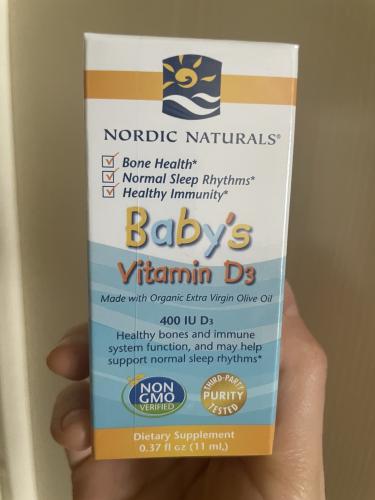 NORDIC NATURALS®
Bone Health*
Normal Sleep Rhythms*
Healthy Immunity*
Baby's
Vitamin D3
Made with Organic Extra Virgin Olive Oil
400 IU D3
Healthy bones and immune
system function, and may help
support normal sleep rhythms*
NON
GMO
VERIFIED
THIRD-PARTY
PURITY
TESTED
Dietary Supplement
0.37 fl oz (11 mL)